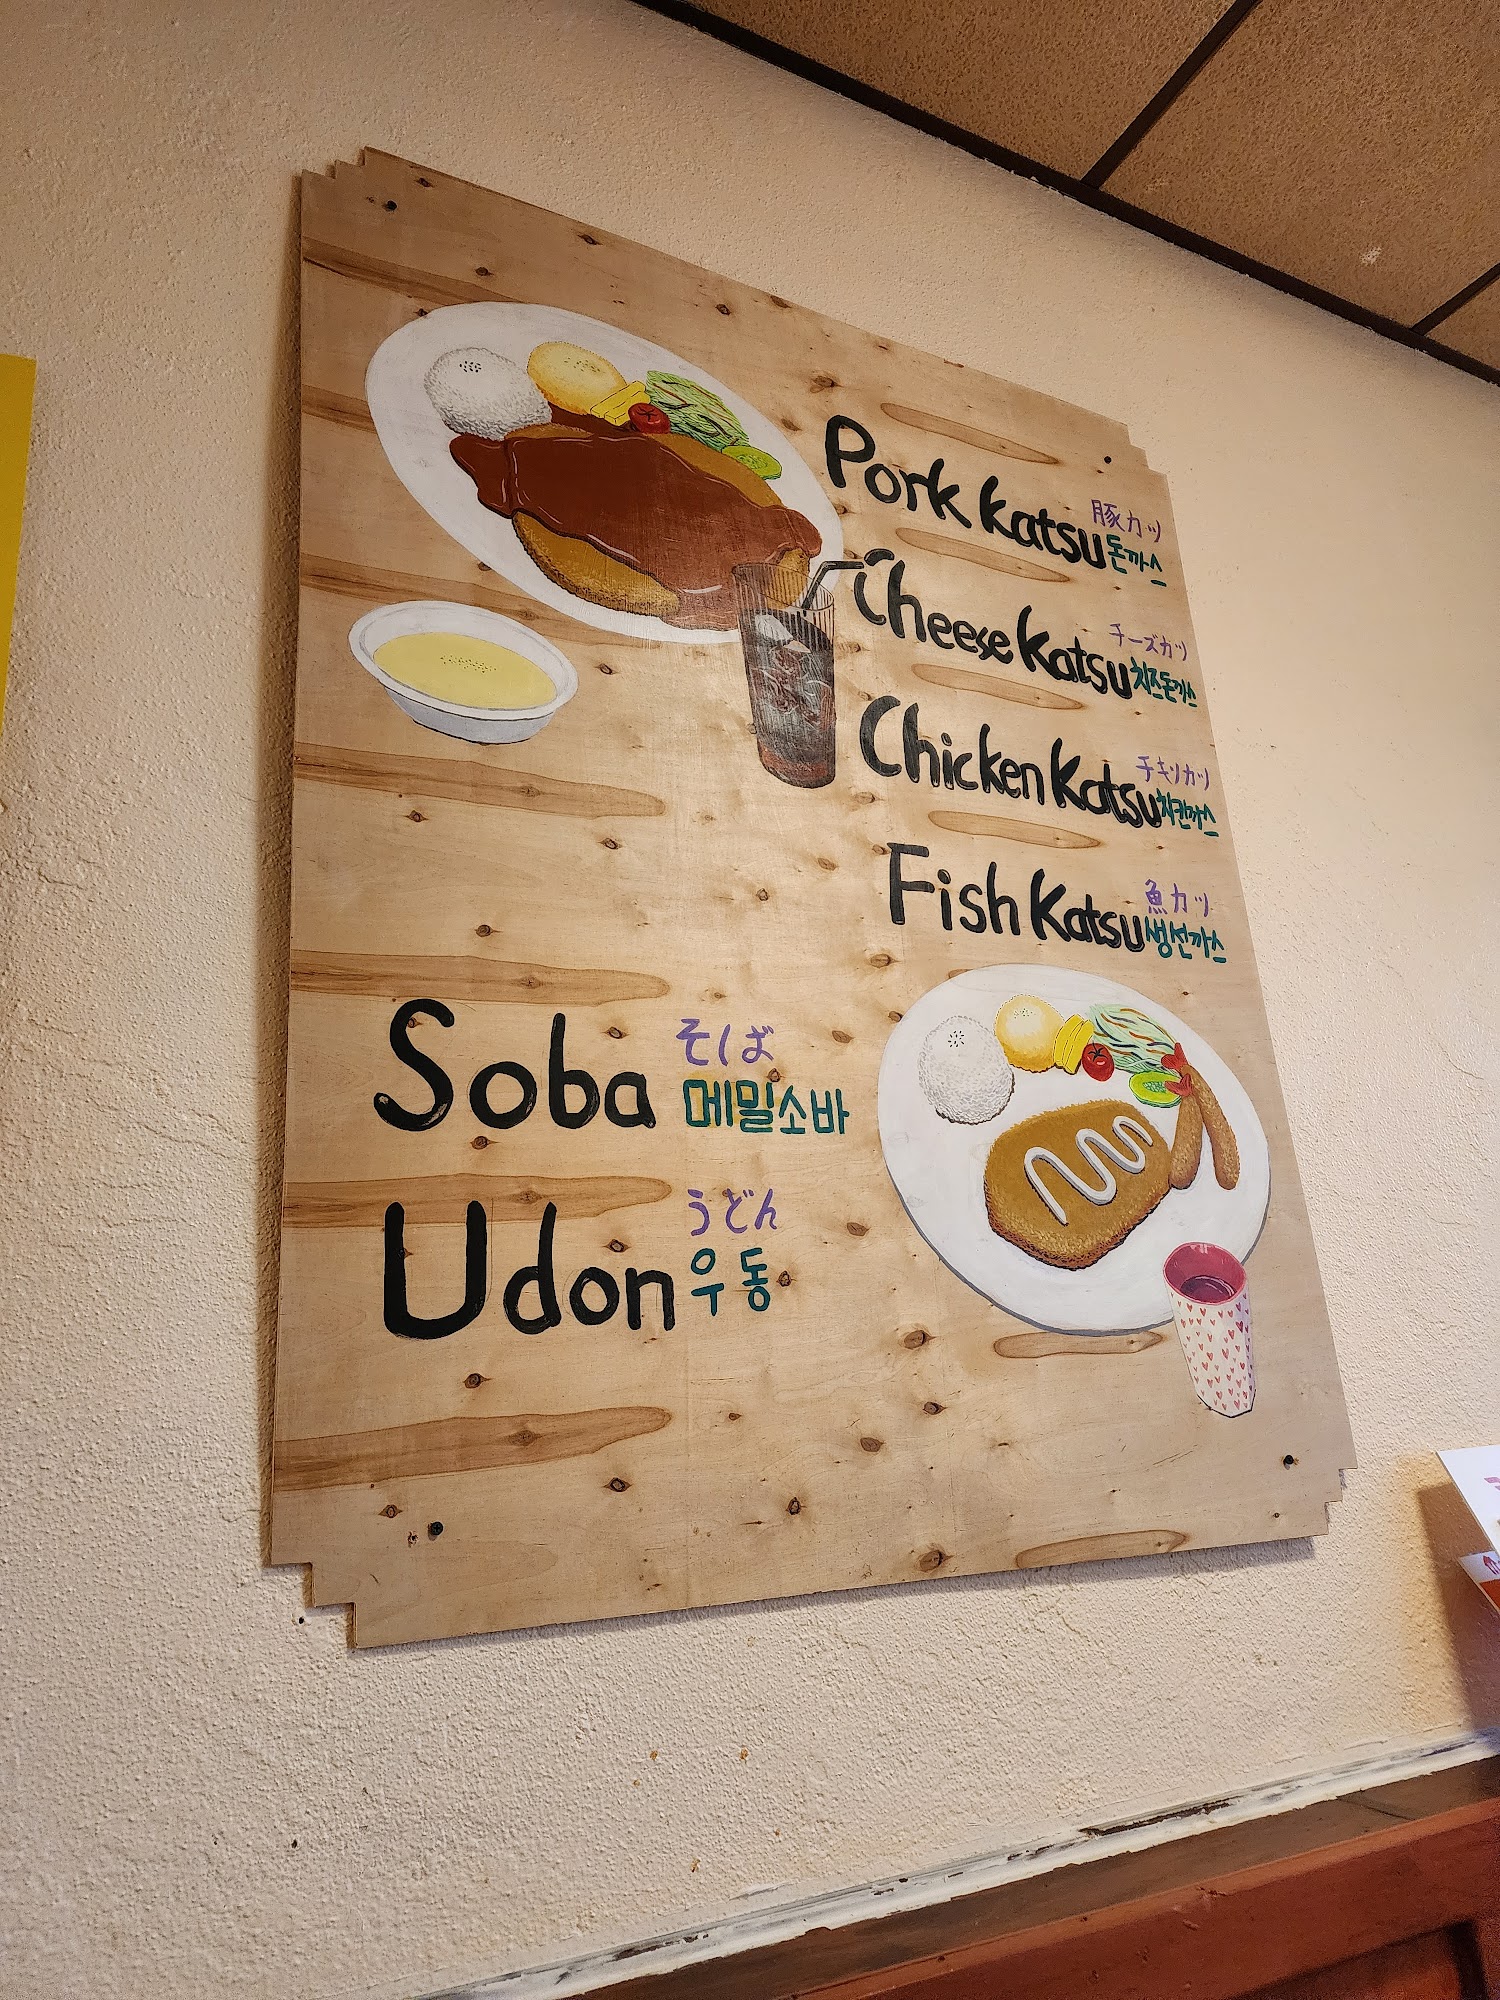 Pork Katsu 豚カツ
돈까스
Cheese Katsu チーズカツ
치즈돈까스
Chicken Katsu チキリカツ
치킨까스
Fish Katsu 魚カツ
생선까스
Soba そば
메밀소바
Udon うどん
우동